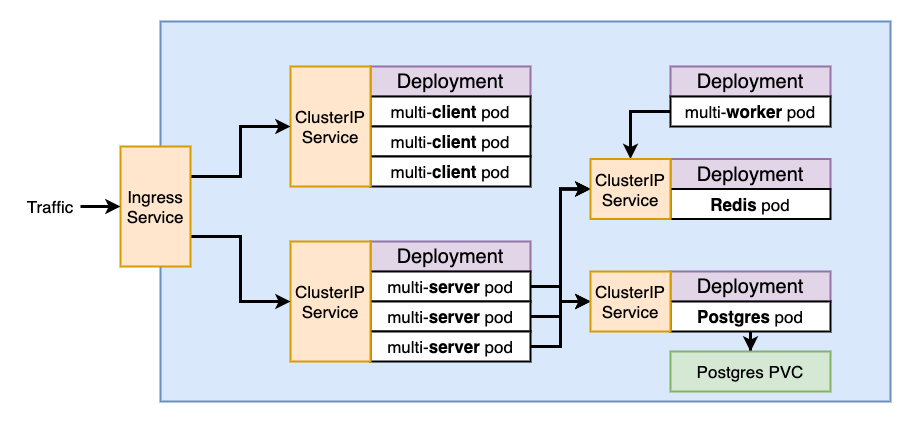 Traffic
Ingress
Service
ClusterIP
Service
Deployment
multi-client pod
multi-client pod
multi-client pod
ClusterIP
Service
Deployment
multi-server pod
multi-server pod
multi-server pod
Deployment
multi-worker pod
ClusterIP
Service
Deployment
Redis pod
ClusterIP
Service
Deployment
Postgres pod
Postgres PVC